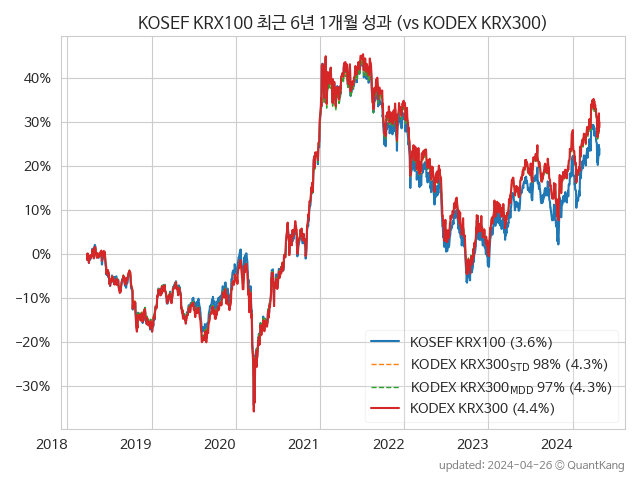 KOSEF KRX100 최근 6년 1개월 성과 (vs KODEX KRX300)
40%
30%
20%
10%
0%
−10%
−20%
−30%
KOSEF KRX100 (3.6%)
KODEX KRX300STD 98% (4.3%)
KODEX KRX300MDD 97% (4.3%)
KODEX KRX300 (4.4%)
2018 2019 2020 2021 2022 2023 2024
updated: 2024-04-26 © QuantKang